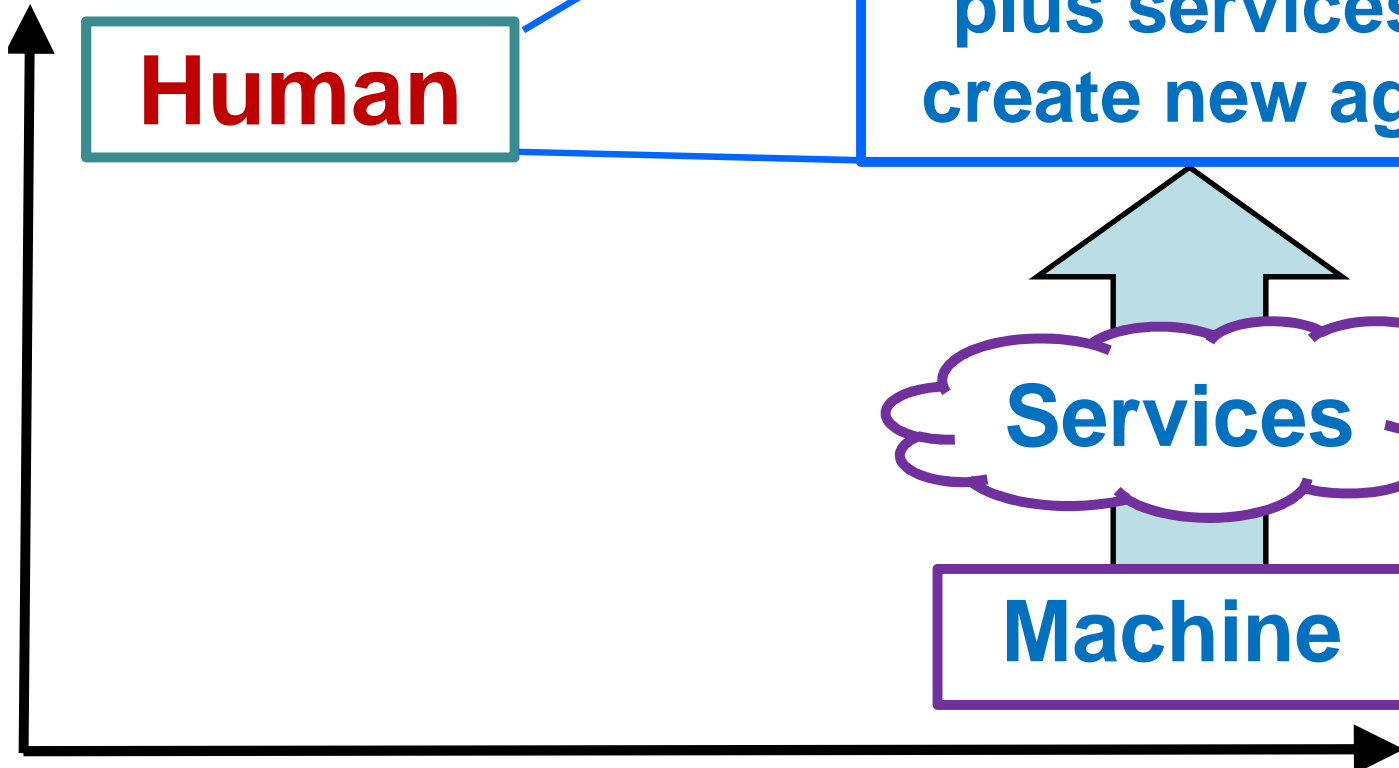 plus services
create new ag
Human
Services
Machine